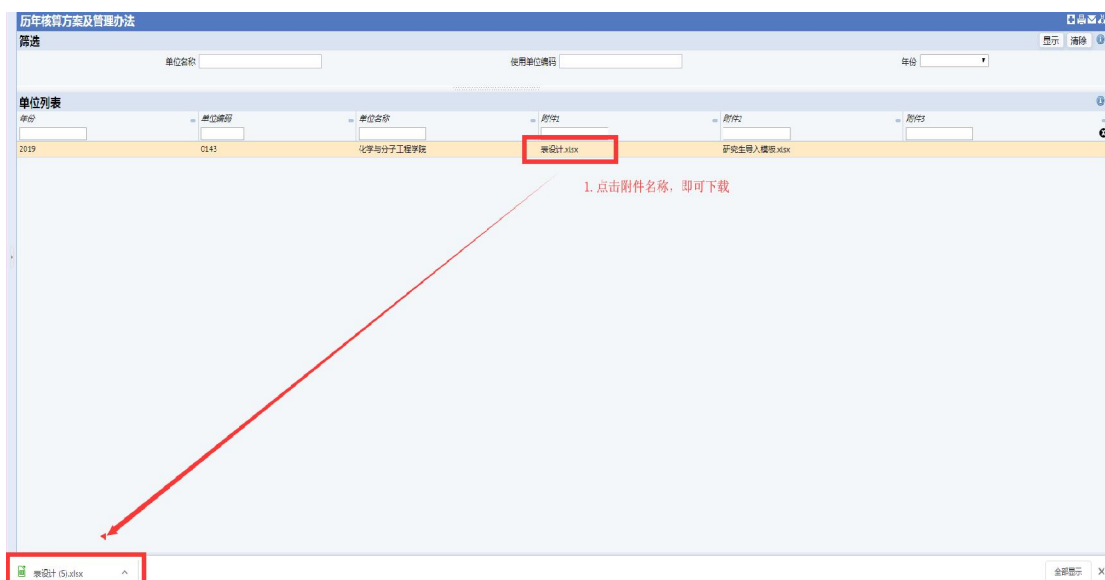 历年核算方案及管理办法
筛选
显示 清除
单位名称 使用单位编码 年份
单位列表
年份 单位编码 单位名称 附件1 附件2 附件3
2019 0143 化学与分子工程学院 表设计.xlsx 研究生导入模板.xlsx
1. 点击附件名称，即可下载
表设计 (5).xlsx
全部显示